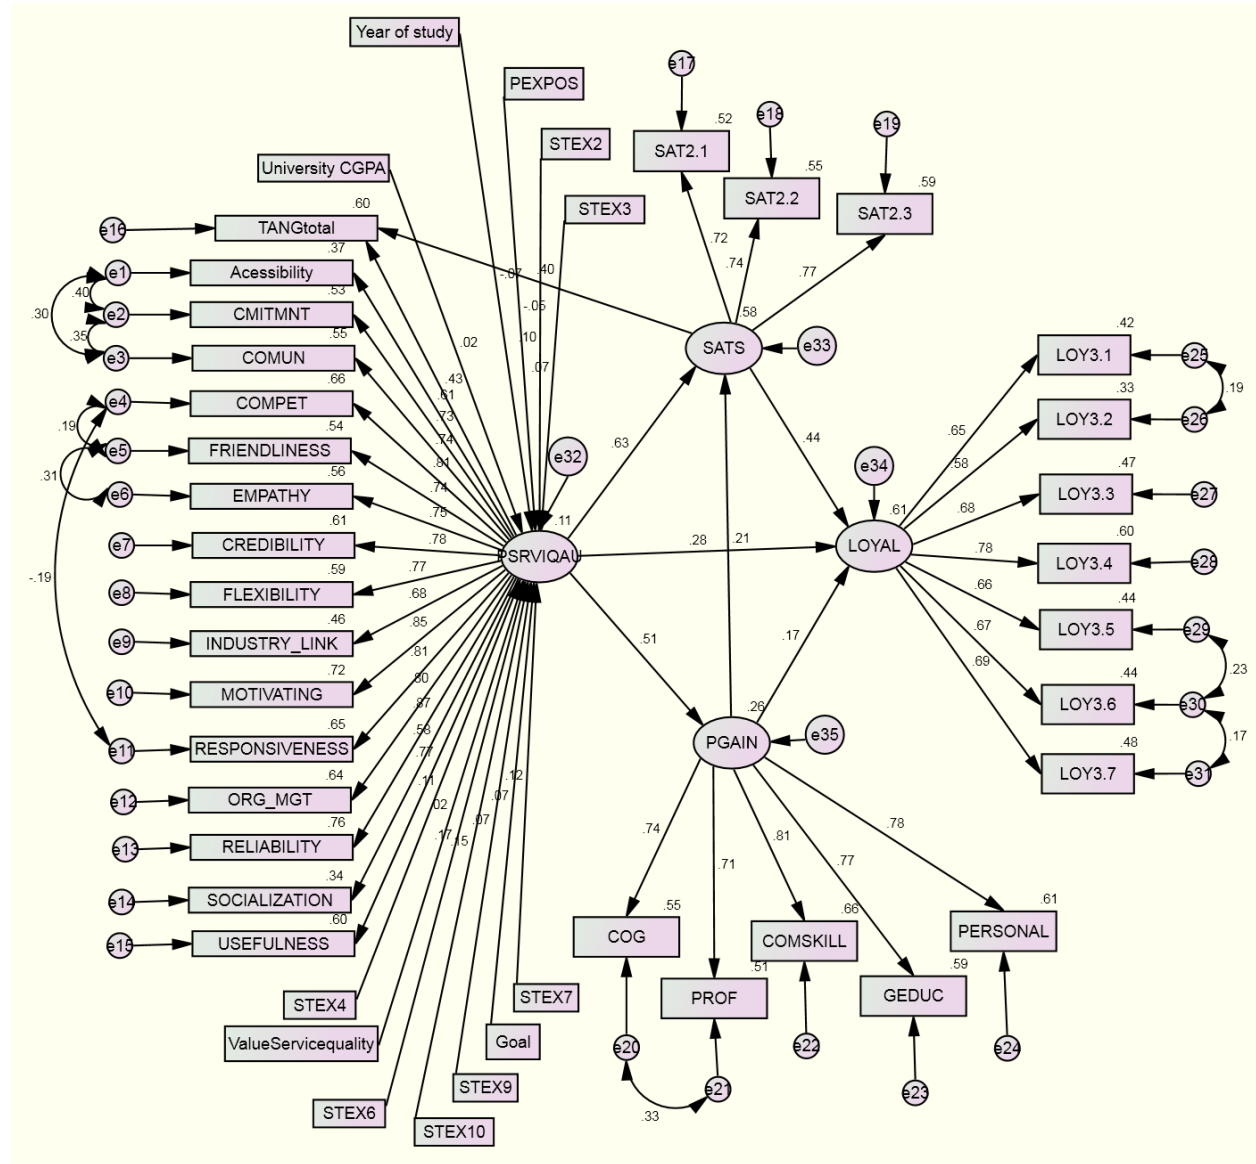 Year of study
PEXPOS
STEX2
STEX3
University CGPA
e17
e18
e19
.52
SAT2.1
.55
SAT2.2
.59
SAT2.3
.72
.74
.77
.58
SATS
e33
.60
e16
TANGtotal
.37
e1
Acessibility
.53
e2
CMITMNT
.55
e3
COMUN
.66
e4
COMPET
.54
e5
FRIENDLINESS
.56
e6
EMPATHY
.61
e7
CREDIBILITY
.59
e8
FLEXIBILITY
.46
e9
INDUSTRY_LINK
.72
e10
MOTIVATING
.65
e11
RESPONSIVENESS
.64
e12
ORG_MGT
.76
e13
RELIABILITY
.34
e14
SOCIALIZATION
.60
e15
USEFULNESS
.40
.30
.35
.19
.31
-.19
-.07
.40
-.05
.10
.07
.02
.43
.61
.73
.74
.81
.74
.75
.78
.77
.68
.85
.81
.80
.87
.58
.77
.11
.02
.17
.15
.07
.07
.12
e32
.11
PSRVIQAU
.63
.28
.21
.51
.44
.17
e34
.61
LOYAL
.26
PGAIN
e35
.65
.58
.68
.78
.66
.67
.69
.42
LOY3.1
e25
.33
LOY3.2
e26
.19
.47
LOY3.3
e27
.60
LOY3.4
e28
.44
LOY3.5
e29
.23
.44
LOY3.6
e30
.17
.48
LOY3.7
e31
.74
.71
.81
.77
.78
.55
COG
.51
PROF
.66
COMSKILL
.59
GEDUC
.61
PERSONAL
e20
e21
e22
e23
e24
.33
STEX4
ValueServicequality
STEX6
STEX10
STEX9
Goal
STEX7